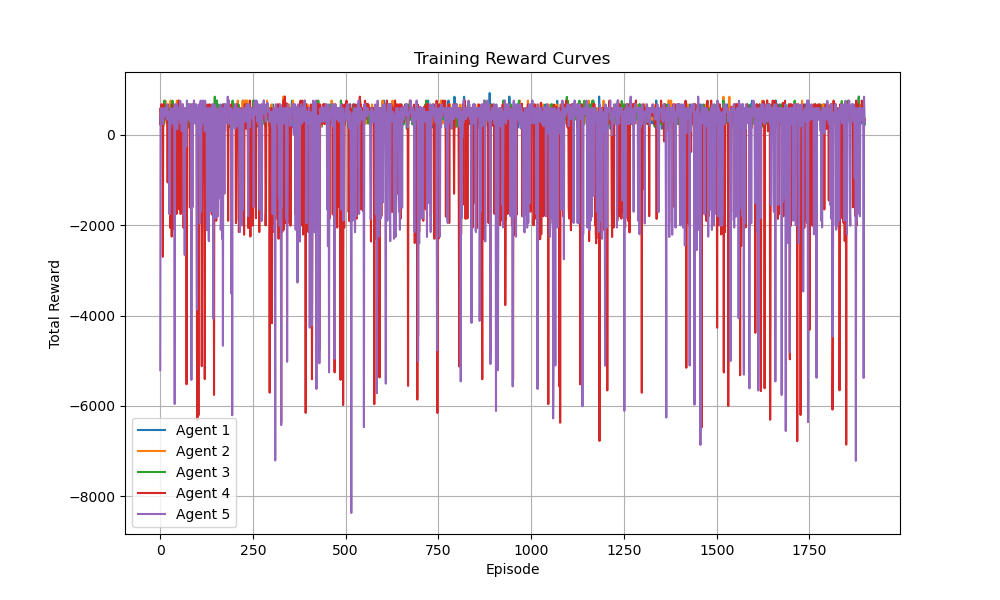 Training Reward Curves
Total Reward
0
−2000
−4000
−6000
−8000
Agent 1
Agent 2
Agent 3
Agent 4
Agent 5
0 250 500 750 1000 1250 1500 1750
Episode